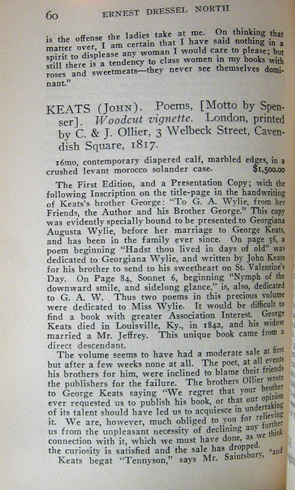 60 ERNEST DRESSEL NORTH
is the offense the ladies take at me. On thinking that
matter over, I am certain that I have said nothing in a
spirit to displease any woman I would care to please; but
still there is a tendency to class women in my books with
roses and sweetmeats—they never see themselves domi-
nant."
KEATS (JOHN). Poems, [Motto by Spen-
ser]. Woodcut vignette. London, printed
by C. & J. Ollier, 3 Welbeck Street, Caven-
dish Square, 1817.
16mo, contemporary diapered calf, marbled edges, in a
crushed levant morocco solander case. $1,500.00
The First Edition, and a Presentation Copy; with the
following Inscription on the title-page in the handwriting
of Keats's brother George: "To G. A. Wylie, from her
Friends, the Author and his Brother George." This copy
was evidently specially bound to be presented to Georgiana
Augusta Wylie, before her marriage to George Keats,
and has been in the family ever since. On page 36, a
poem beginning "Hadst thou lived in days of old" was
dedicated to Georgiana Wylie, and written by John Keats
for his brother to send to his sweetheart on St. Valentine's
Day. On Page 84, Sonnet 6, beginning "Nymph of the
downward smile, and sidelong glance," is, also, dedicated
to G. A. W. Thus two poems in this precious volume
were dedicated to Miss Wylie. It would be difficult to
find a book with greater Association Interest. George
Keats died in Louisville, Ky., in 1842, and his widow
married a Mr. Jeffrey. This unique book came from a
direct descendant.
The volume seems to have had a moderate sale at first
but after a few weeks none at all. The poet, at all events
his brothers for him, were inclined to blame their friends
the publishers for the failure. The brothers Ollier wrote
to George Keats saying "We regret that your brother
ever requested us to publish his book, or that our opinion
of its talent should have led us to acquiesce in undertaking
it. We are, however, much obliged to you for relieving
us from the unpleasant necessity of declining any further
connection with it, which we must have done, as we think
the curiosity is satisfied and the sale has dropped.
Keats begat "Tennyson," says Mr. Saintsbury, "and